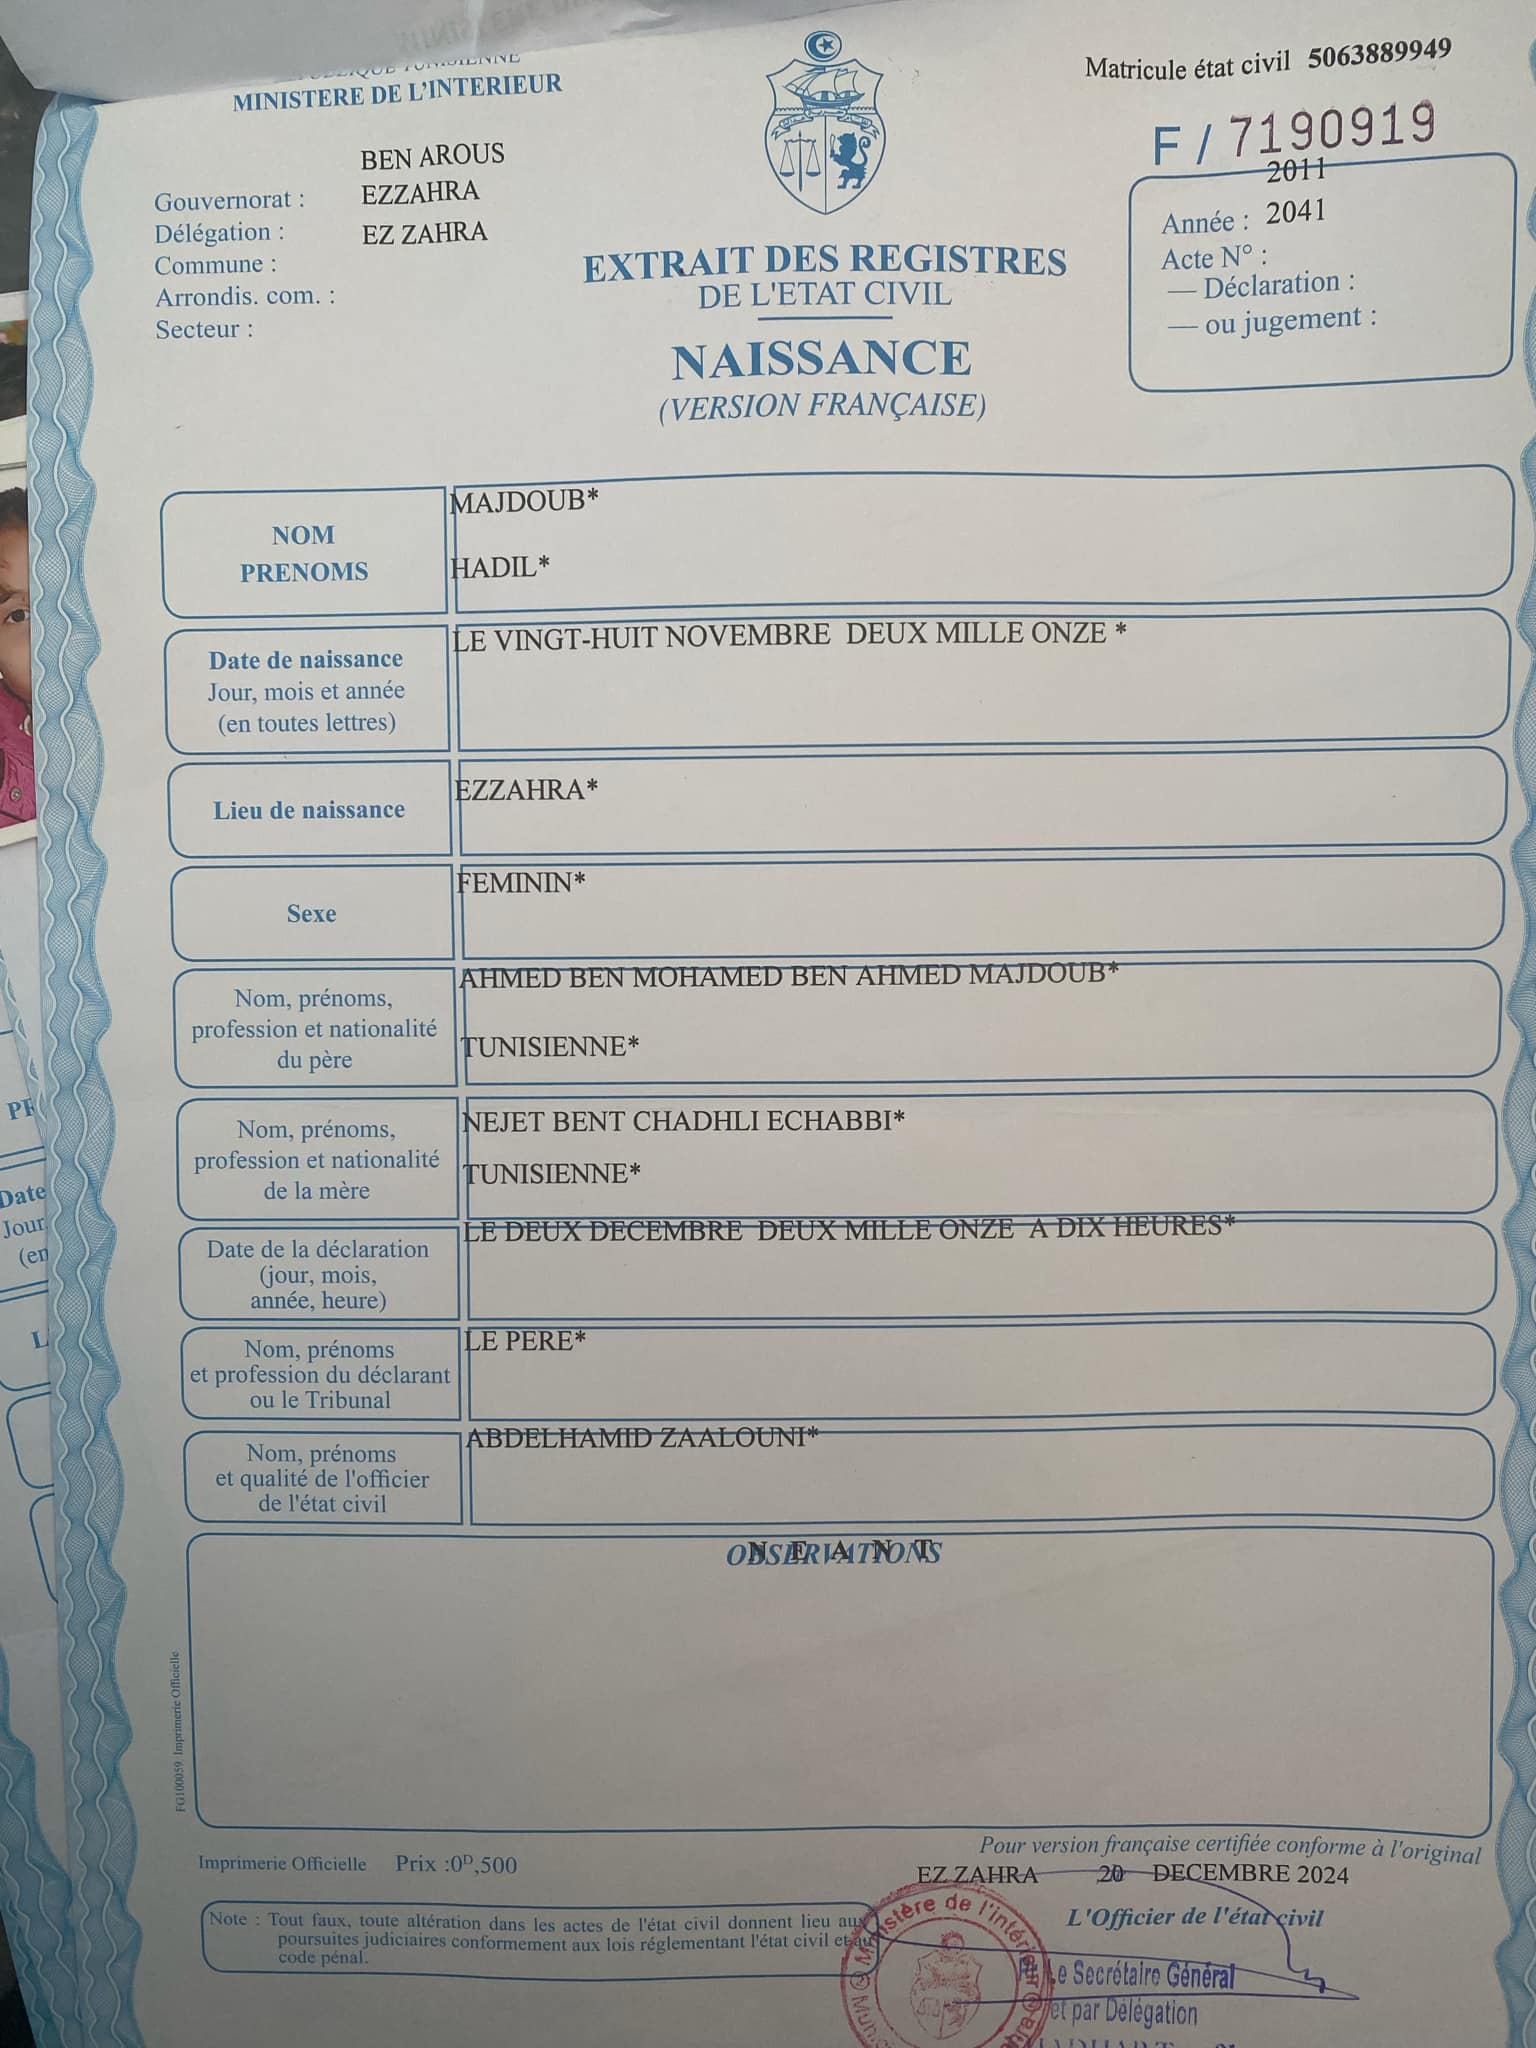 REPUBLIQUE TUNISIENNE
MINISTERE DE L'INTERIEUR
Matricule état civil 5063889949
F / 7190919
BEN AROUS
Gouvernorat : EZZAHRA
Délégation : EZ ZAHRA
Commune :
Arrondis. com. :
Secteur :
2011
Année : 2041
Acte N° :
— Déclaration :
— ou jugement :
EXTRAIT DES REGISTRES
DE L'ETAT CIVIL
NAISSANCE
(VERSION FRANÇAISE)
NOM
PRENOMS
MAJDOUB*
HADIL*
Date de naissance
Jour, mois et année
(en toutes lettres)
LE VINGT-HUIT NOVEMBRE DEUX MILLE ONZE *
Lieu de naissance
EZZAHRA*
Sexe
FEMININ*
Nom, prénoms,
profession et nationalité
du père
AHMED BEN MOHAMED BEN AHMED MAJDOUB*
TUNISIENNE*
Nom, prénoms,
profession et nationalité
de la mère
NEJET BENT CHADHLI ECHABBI*
TUNISIENNE*
Date de la déclaration
(jour, mois,
année, heure)
LE DEUX DECEMBRE DEUX MILLE ONZE A DIX HEURES*
Nom, prénoms
et profession du déclarant
ou le Tribunal
LE PERE*
Nom, prénoms
et qualité de l'officier
de l'état civil
ABDELHAMID ZAALOUNI*
OBSERVATIONS
N E A N T
FG100059 Imprimerie Officielle
Imprimerie Officielle Prix :0ᴰ,500
Pour version française certifiée conforme à l'original
EZ ZAHRA 20 DECEMBRE 2024
L'Officier de l'état civil
Note : Tout faux, toute altération dans les actes de l'état civil donnent lieu aux
poursuites judiciaires conformement aux lois réglementant l'état civil et au
code pénal.
Ministère de l'intérieur
Le Secrétaire Général
et par Délégation